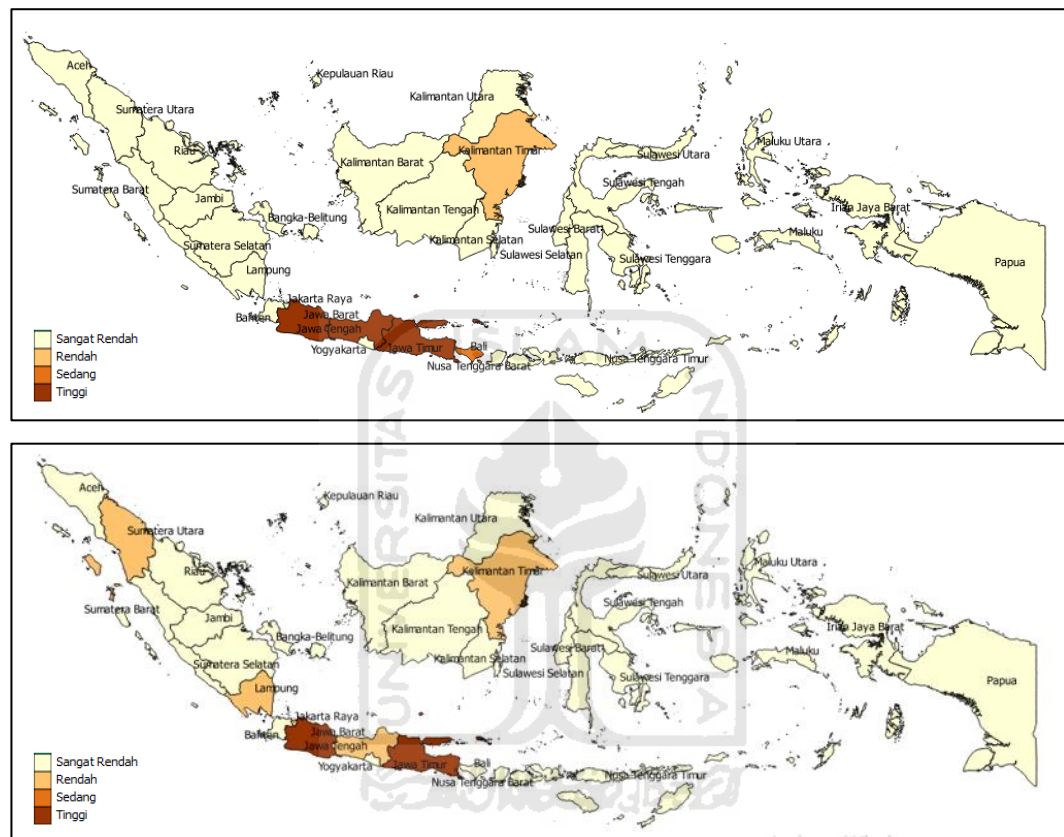 Aceh
Kepulauan Riau
Kalimantan Utara
Sumatera Utara
Maluku Utara
Riau
Kalimantan Barat
Kalimantan Timur
Sulawesi Utara
Sumatera Barat
Sulawesi Tengah
Jambi
Kalimantan Tengah
Irian Jaya Barat
Bangka-Belitung
Sulawesi Barat
Maluku
Sumatera Selatan
Kalimantan Selatan
Sulawesi Selatan
Sulawesi Tenggara
Papua
Lampung
Jakarta Raya
Banten
Jawa Barat
Jawa Tengah
Yogyakarta
Jawa Timur
Bali
Nusa Tenggara Barat
Nusa Tenggara Timur
Sangat Rendah
Rendah
Sedang
Tinggi
UNIVERSITAS ISLAM INDONESIA
Aceh
Kepulauan Riau
Kalimantan Utara
Sumatera Utara
Maluku Utara
Riau
Kalimantan Barat
Kalimantan Timur
Sulawesi Utara
Sumatera Barat
Sulawesi Tengah
Jambi
Kalimantan Tengah
Irian Jaya Barat
Bangka-Belitung
Sulawesi Barat
Maluku
Sumatera Selatan
Kalimantan Selatan
Sulawesi Selatan
Sulawesi Tenggara
Papua
Lampung
Jakarta Raya
Banten
Jawa Barat
Jawa Tengah
Yogyakarta
Jawa Timur
Bali
Nusa Tenggara Barat
Nusa Tenggara Timur
Sangat Rendah
Rendah
Sedang
Tinggi